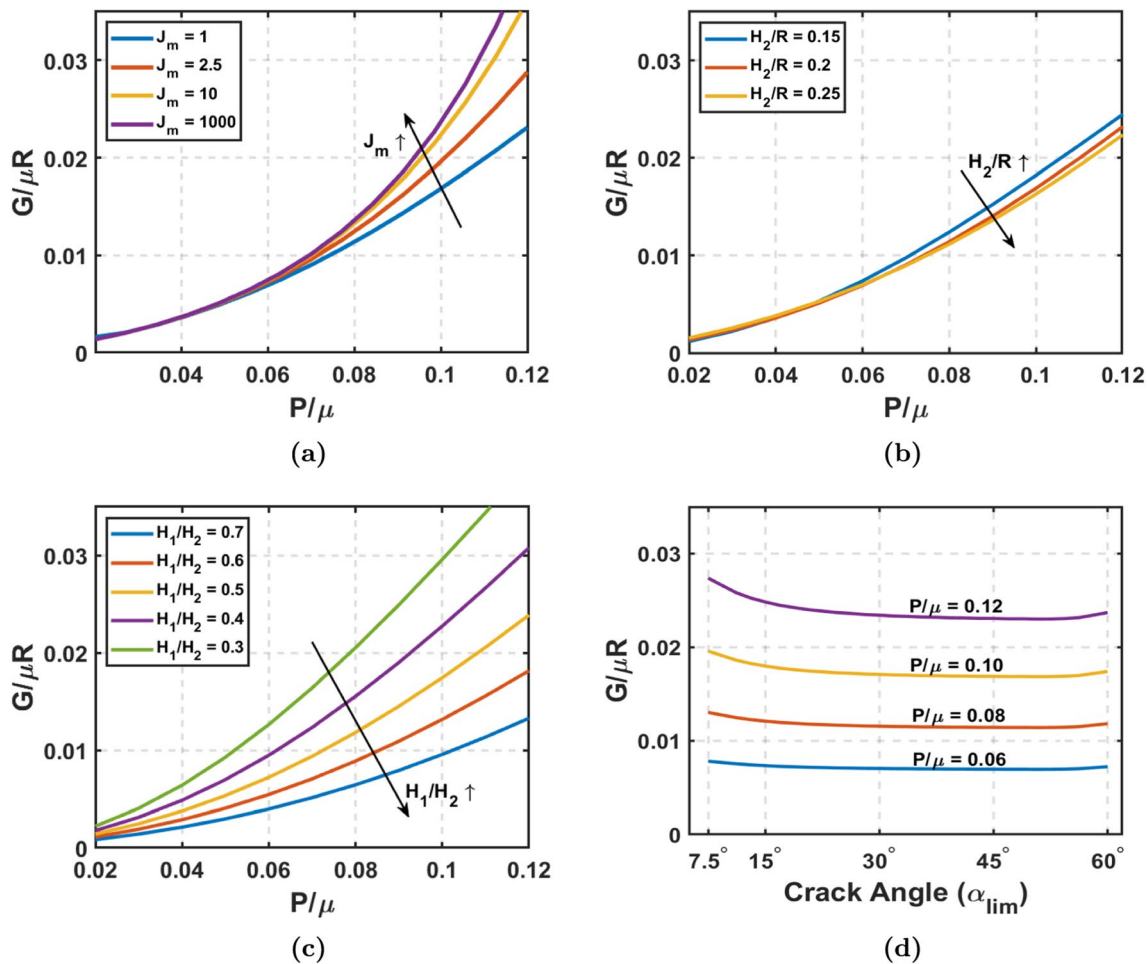 G/μR
0.03
0.02
0.01
0
J_m = 1
J_m = 2.5
J_m = 10
J_m = 1000
J_m ↑
0.04 0.06 0.08 0.1 0.12
P/μ
(a)
G/μR
0.03
0.02
0.01
0
H_2/R = 0.15
H_2/R = 0.2
H_2/R = 0.25
H_2/R ↑
0.02 0.04 0.06 0.08 0.1 0.12
P/μ
(b)
G/μR
0.03
0.02
0.01
0
H_1/H_2 = 0.7
H_1/H_2 = 0.6
H_1/H_2 = 0.5
H_1/H_2 = 0.4
H_1/H_2 = 0.3
H_1/H_2 ↑
0.02 0.04 0.06 0.08 0.1 0.12
P/μ
(c)
G/μR
0.03
0.02
0.01
0
P/μ = 0.12
P/μ = 0.10
P/μ = 0.08
P/μ = 0.06
7.5° 15° 30° 45° 60°
Crack Angle (α_lim)
(d)